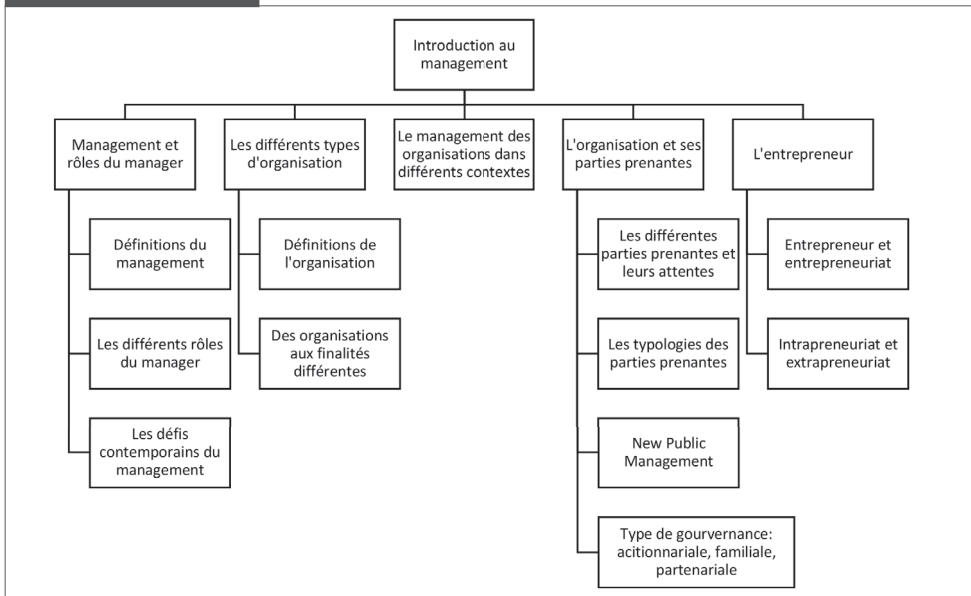 Introduction au
management
Management et
rôles du manager
Les différents types
d'organisation
Le management des
organisations dans
différents contextes
L'organisation et ses
parties prenantes
L'entrepreneur
Définitions du
management
Les différents rôles
du manager
Les défis
contemporains du
management
Définitions de
l'organisation
Des organisations
aux finalités
différentes
Les différentes
parties prenantes et
leurs attentes
Les typologies des
parties prenantes
New Public
Management
Type de gourvernance:
acitionnariale, familiale,
partenariale
Entrepreneur et
entrepreneuriat
Intrapreneuriat et
extrapreneuriat